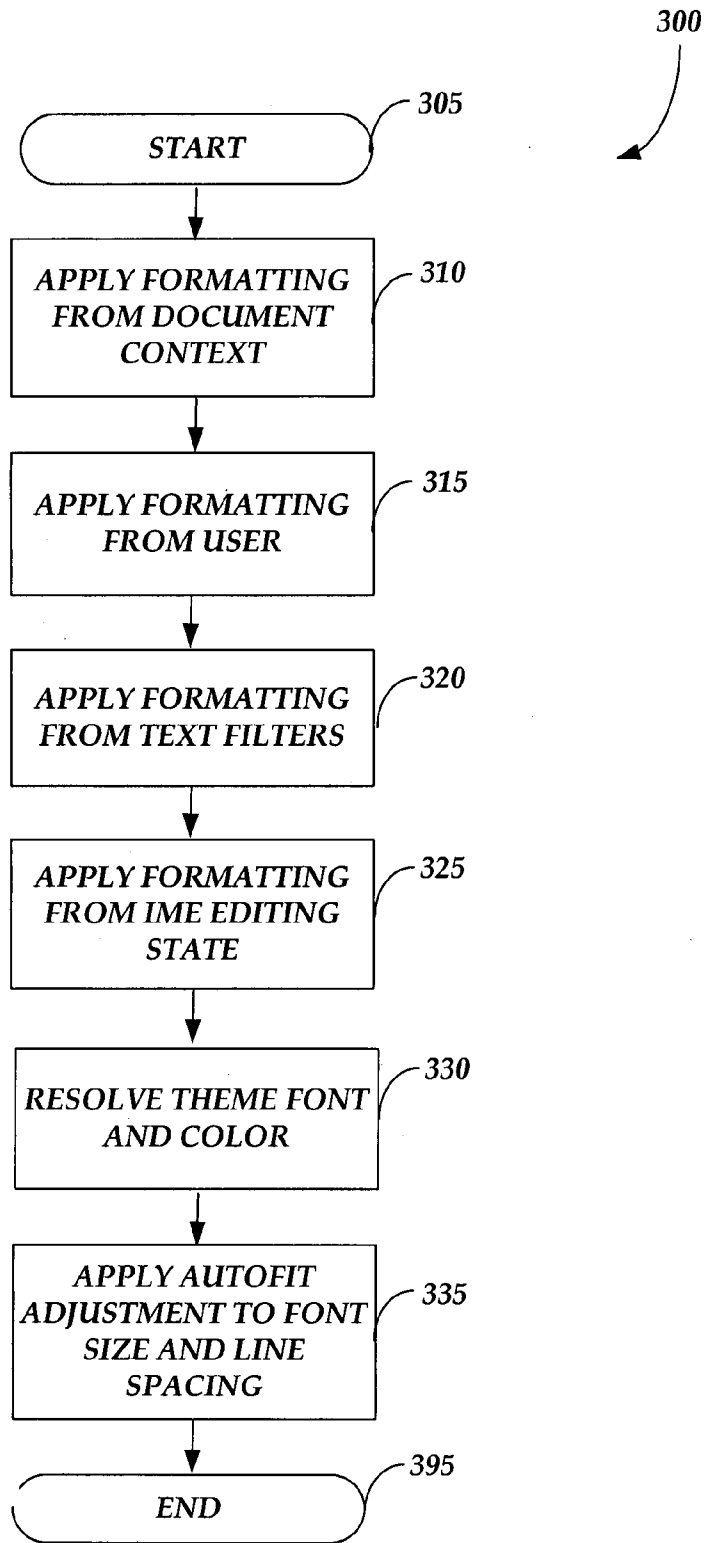 300
305
START
310
APPLY FORMATTING
FROM DOCUMENT
CONTEXT
315
APPLY FORMATTING
FROM USER
320
APPLY FORMATTING
FROM TEXT FILTERS
325
APPLY FORMATTING
FROM IME EDITING
STATE
330
RESOLVE THEME FONT
AND COLOR
335
APPLY AUTOFIT
ADJUSTMENT TO FONT
SIZE AND LINE
SPACING
395
END